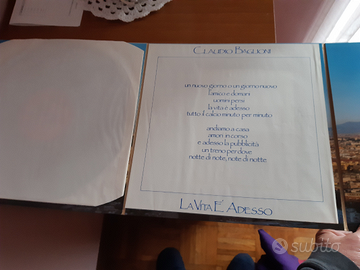 CLAUDIO BAGLIONI
un nuovo giorno o un giorno nuovo
l'amico e domani
uomini persi
la vita è adesso
tutto il calcio minuto per minuto
andiamo a casa
amori in corso
e adesso la pubblicità
un treno per dove
notte di note, note di notte
LA VITA È ADESSO
subito